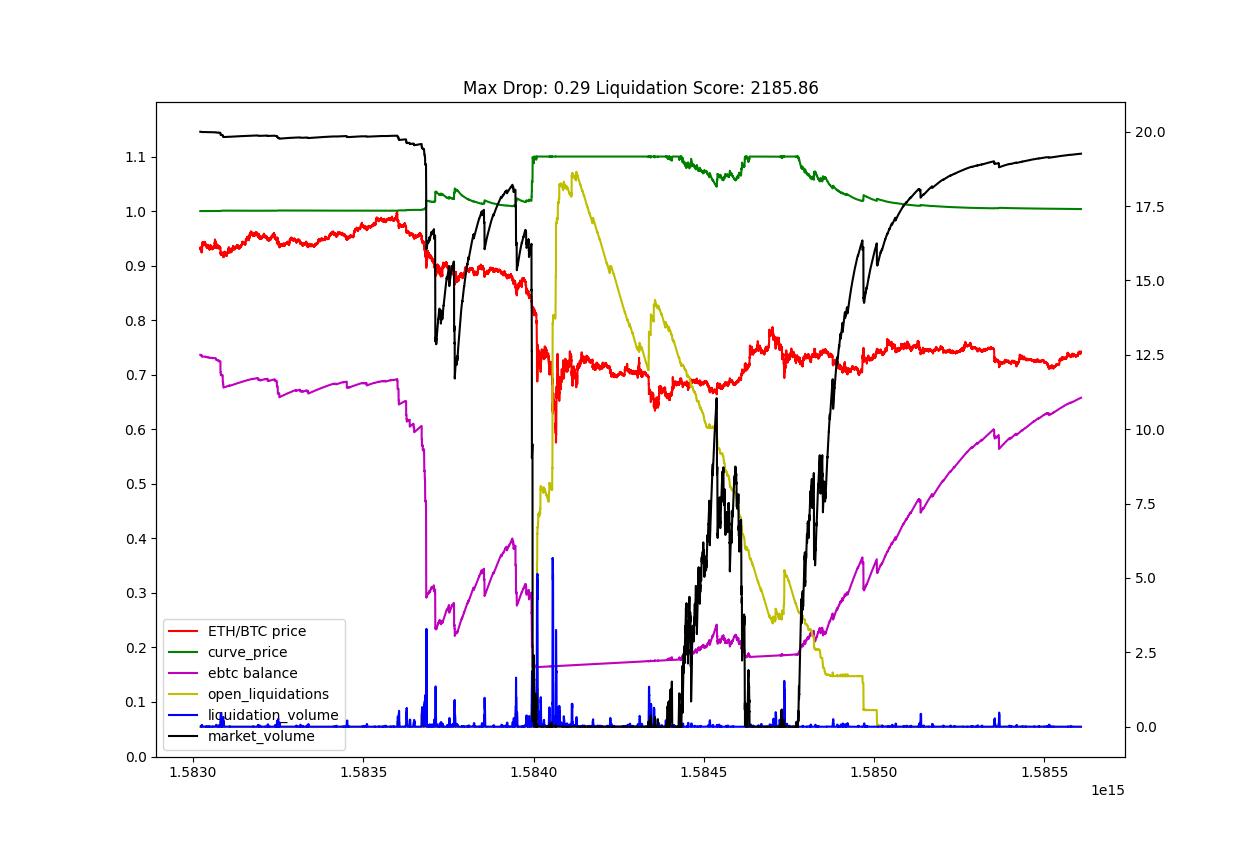 Max Drop: 0.29 Liquidation Score: 2185.86
1.1
1.0
0.9
0.8
0.7
0.6
0.5
0.4
0.3
0.2
0.1
0.0
20.0
17.5
15.0
12.5
10.0
7.5
5.0
2.5
0.0
ETH/BTC price
curve_price
ebtc balance
open_liquidations
liquidation_volume
market_volume
1.5830 1.5835 1.5840 1.5845 1.5850 1.5855
1e15